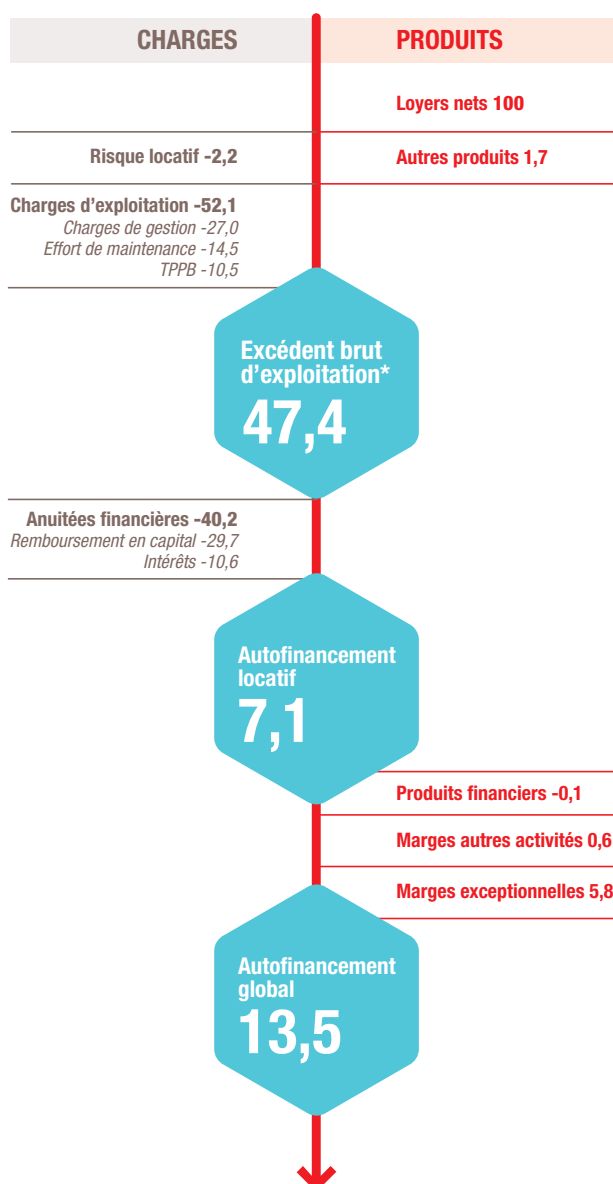 CHARGES
PRODUITS
Loyers nets 100
Risque locatif -2,2
Autres produits 1,7
Charges d’exploitation -52,1
Charges de gestion -27,0
Effort de maintenance -14,5
TPPB -10,5
Excédent brut
d’exploitation*
47,4
Anuitées financières -40,2
Remboursement en capital -29,7
Intérêts -10,6
Autofinancement
locatif
7,1
Produits financiers -0,1
Marges autres activités 0,6
Marges exceptionnelles 5,8
Autofinancement
global
13,5